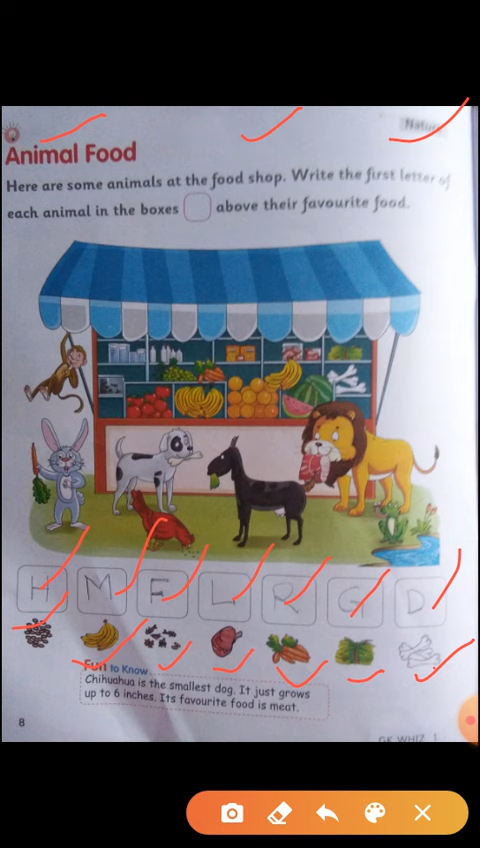 Nature
Animal Food
Here are some animals at the food shop. Write the first letter of
each animal in the boxes above their favourite food.
H M F L R G D
Fun to Know
Chihuahua is the smallest dog. It just grows
up to 6 inches. Its favourite food is meat.
8
GK WHIZ 1